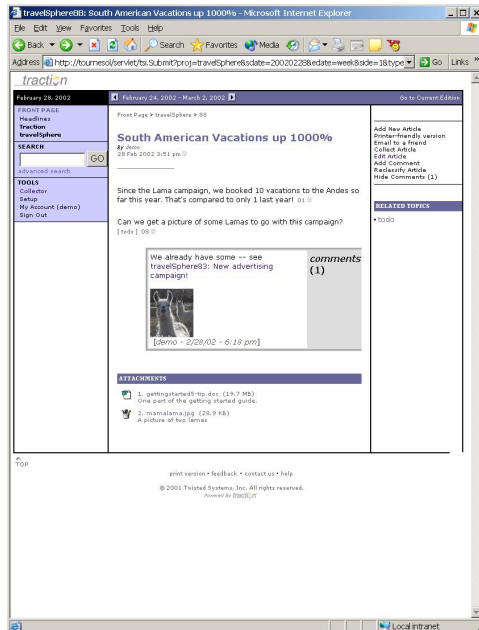 travelSphere88: South American Vacations up 1000% - Microsoft Internet Explorer
File Edit View Favorites Tools Help
Back Search Favorites Media
Address http://tournesol/servlet/tsi.Submit?proj=travelSphere&sdate=20020228&edate=week&side=1&type Go Links »
traction
February 28, 2002
February 24, 2002 - March 2, 2002
Go to Current Edition
FRONT PAGE
Headlines
Traction
travelSphere
SEARCH
GO
advanced search
TOOLS
Collector
Setup
My Account (demo)
Sign Out
Front Page > travelSphere > 88
South American Vacations up 1000%
By demo
28 Feb 2002 3:51 pm
Since the Lama campaign, we booked 10 vacations to the Andes so
far this year. That's compared to only 1 last year! 01
Can we get a picture of some Lamas to go with this campaign?
[ todo ] 08
We already have some -- see
travelSphere83: New advertising
campaign!
[demo - 2/28/02 - 6:18 pm]
comments
(1)
ATTACHMENTS
1. gettingstarted5-tip.doc (19.7 MB)
One part of the getting started guide.
2. mamalama.jpg (28.9 KB)
A picture of two lamas
Add New Article
Printer-friendly version
Email to a friend
Collect Article
Edit Article
Add Comment
Reclassify Article
Hide Comments (1)
RELATED TOPICS
• todo
TOP
print version • feedback • contact us • help
© 2001 Twisted Systems, Inc. All rights reserved.
Powered By traction
Local intranet